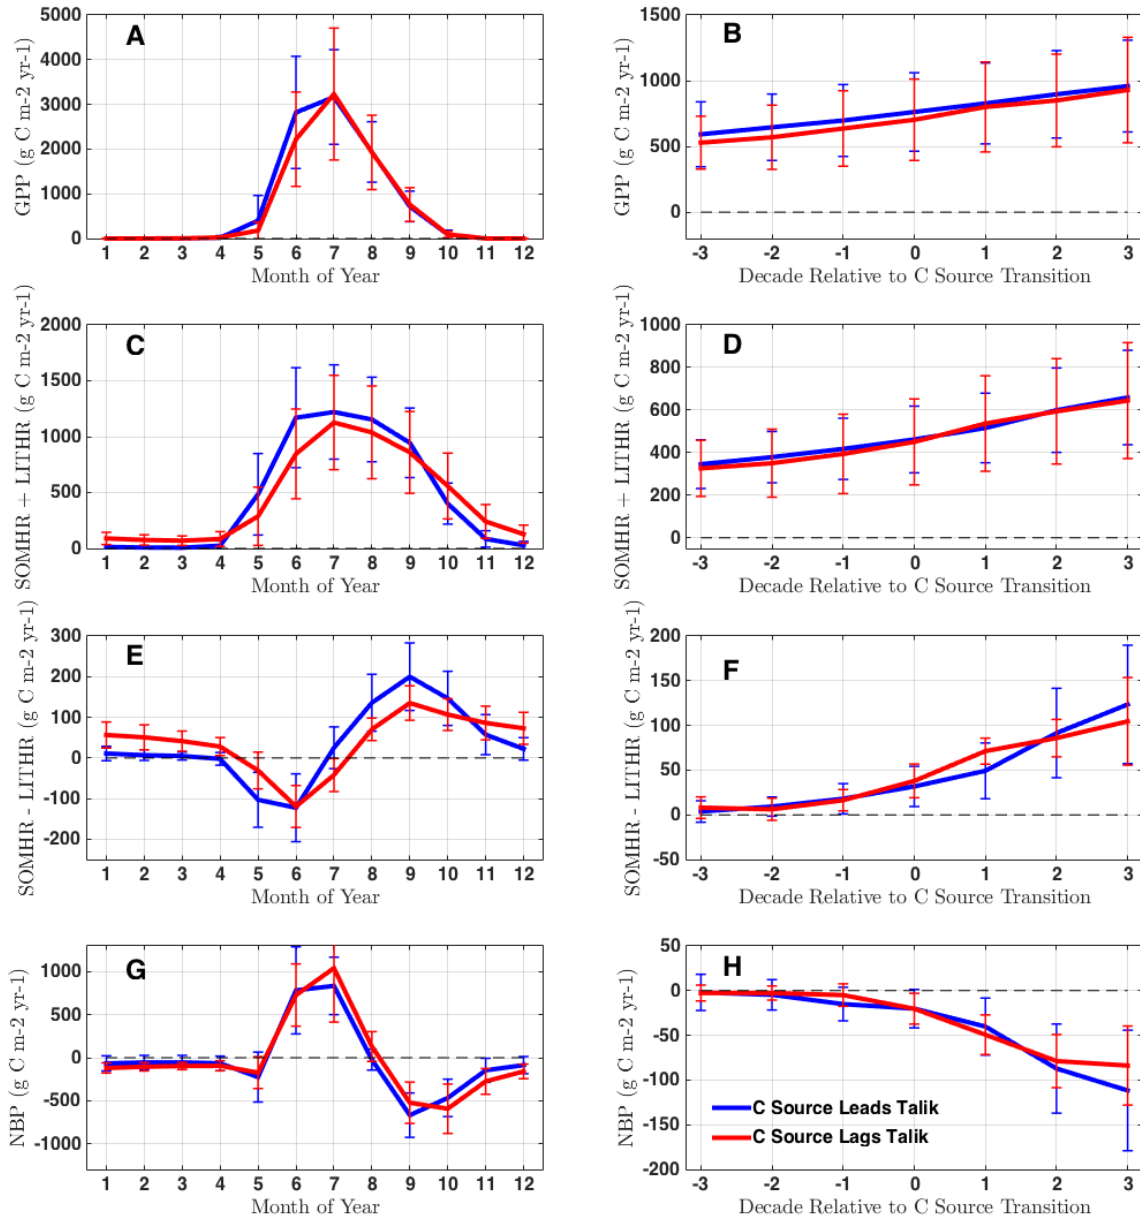 A
GPP (g C m-2 yr-1)
5000
4000
3000
2000
1000
0
1 2 3 4 5 6 7 8 9 10 11 12
Month of Year
B
GPP (g C m-2 yr-1)
1500
1000
500
0
-3 -2 -1 0 1 2 3
Decade Relative to C Source Transition
C
SOMHR + LITHR (g C m-2 yr-1)
2000
1500
1000
500
0
1 2 3 4 5 6 7 8 9 10 11 12
Month of Year
D
SOMHR + LITHR (g C m-2 yr-1)
1000
800
600
400
200
0
-3 -2 -1 0 1 2 3
Decade Relative to C Source Transition
E
SOMHR - LITHR (g C m-2 yr-1)
300
200
100
0
-100
-200
1 2 3 4 5 6 7 8 9 10 11 12
Month of Year
F
SOMHR - LITHR (g C m-2 yr-1)
200
150
100
50
0
-50
-3 -2 -1 0 1 2 3
Decade Relative to C Source Transition
G
NBP (g C m-2 yr-1)
1000
500
0
-500
-1000
1 2 3 4 5 6 7 8 9 10 11 12
Month of Year
H
NBP (g C m-2 yr-1)
50
0
-50
-100
-150
-200
C Source Leads Talik
C Source Lags Talik
-3 -2 -1 0 1 2 3
Decade Relative to C Source Transition